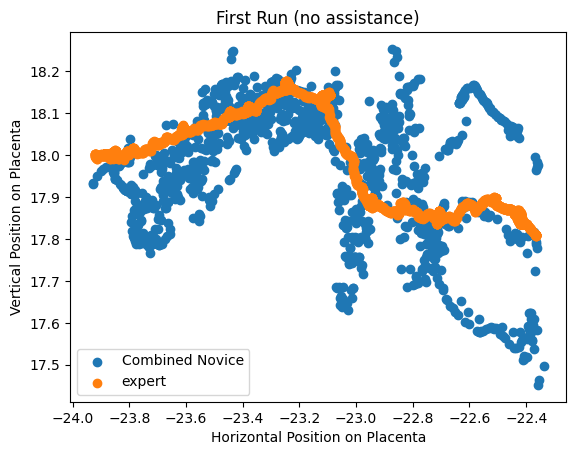 First Run (no assistance)
Vertical Position on Placenta
18.2
18.1
18.0
17.9
17.8
17.7
17.6
17.5
Combined Novice
expert
−24.0 −23.8 −23.6 −23.4 −23.2 −23.0 −22.8 −22.6 −22.4
Horizontal Position on Placenta